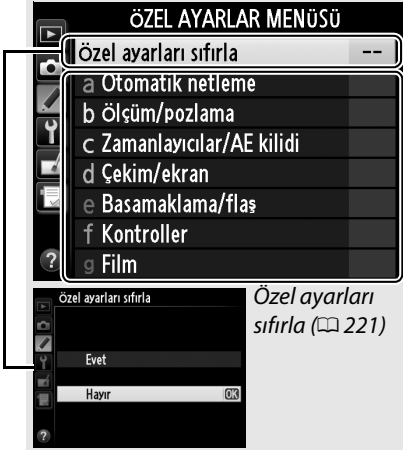 ÖZEL AYARLAR MENÜSÜ
Özel ayarları sıfırla --
a Otomatik netleme
b Ölçüm/pozlama
c Zamanlayıcılar/AE kilidi
d Çekim/ekran
e Basamaklama/flaş
f Kontroller
g Film
?
Özel ayarları sıfırla
Evet
Hayır OK
?
Özel ayarları
sıfırla (221)